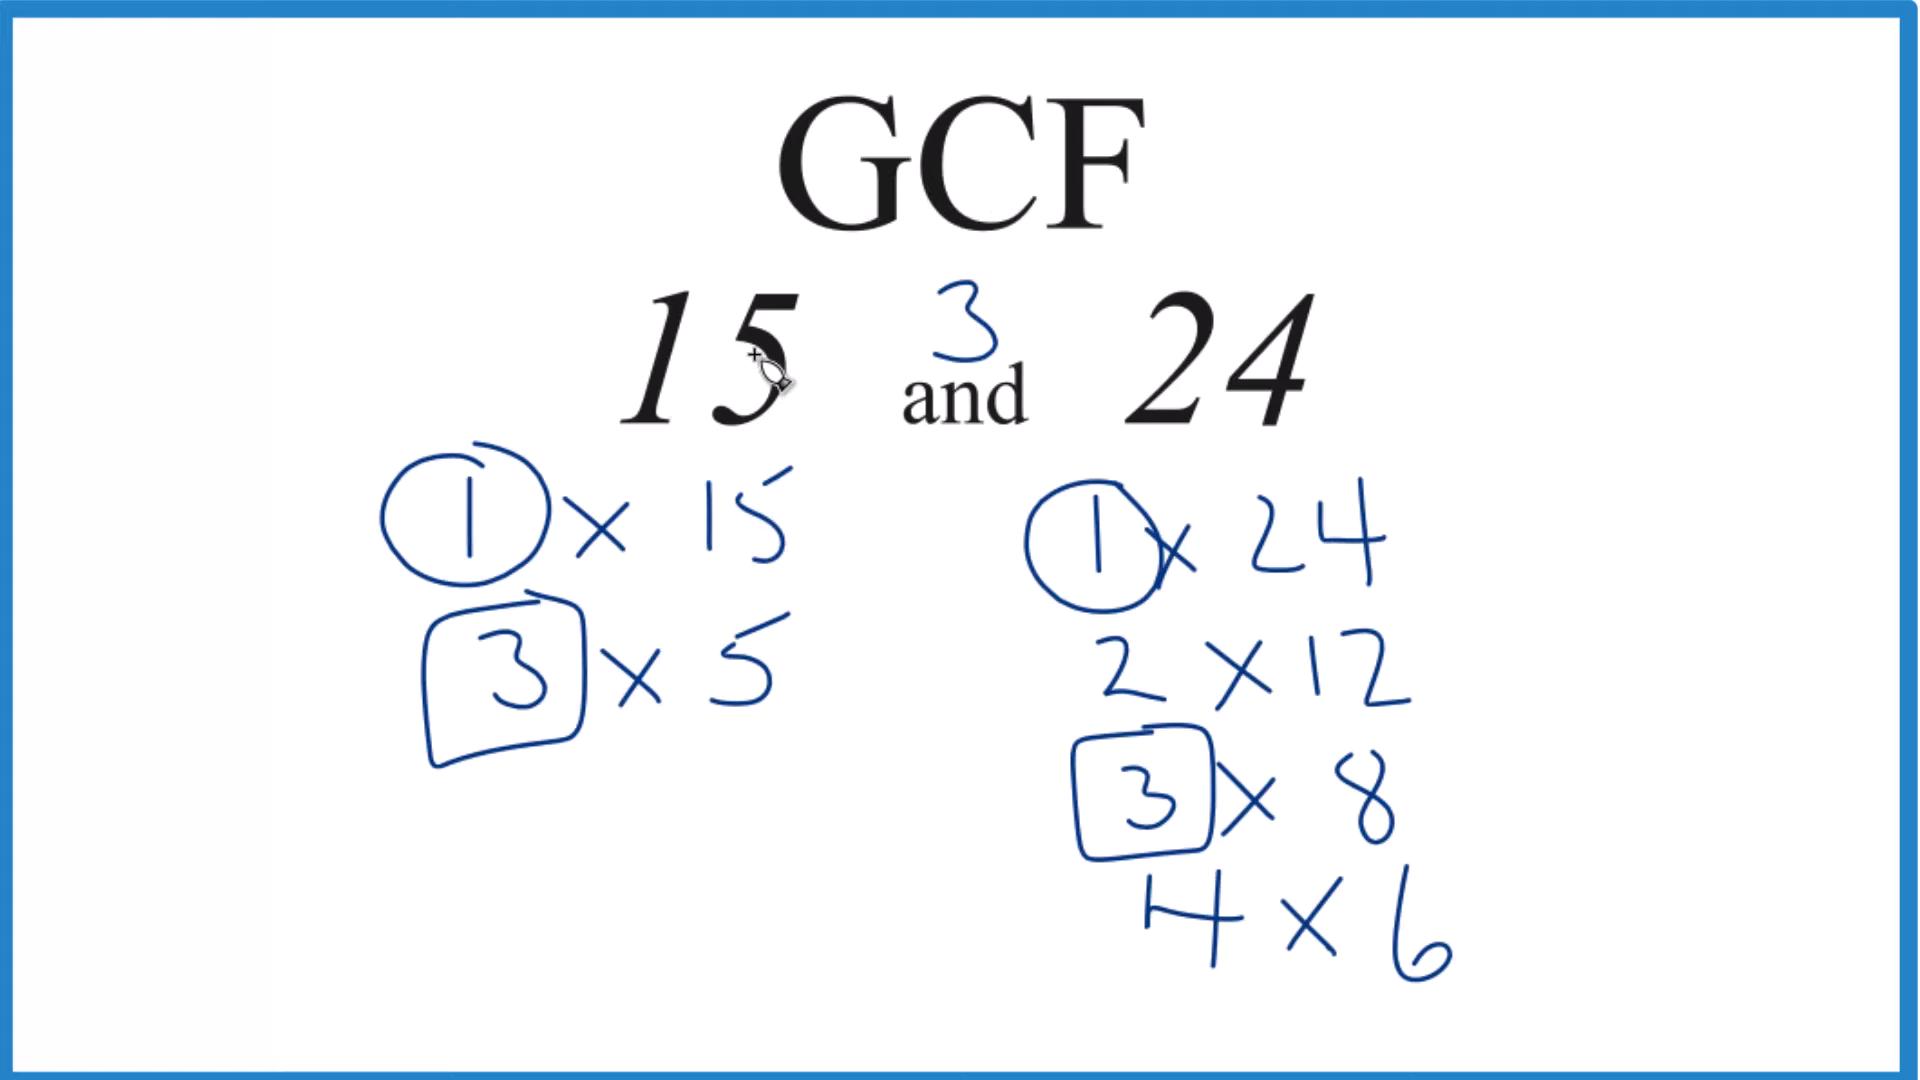 GCF
15 3 and 24
1 x 15
1 x 24
3 x 5
2 x 12
3 x 8
4 x 6